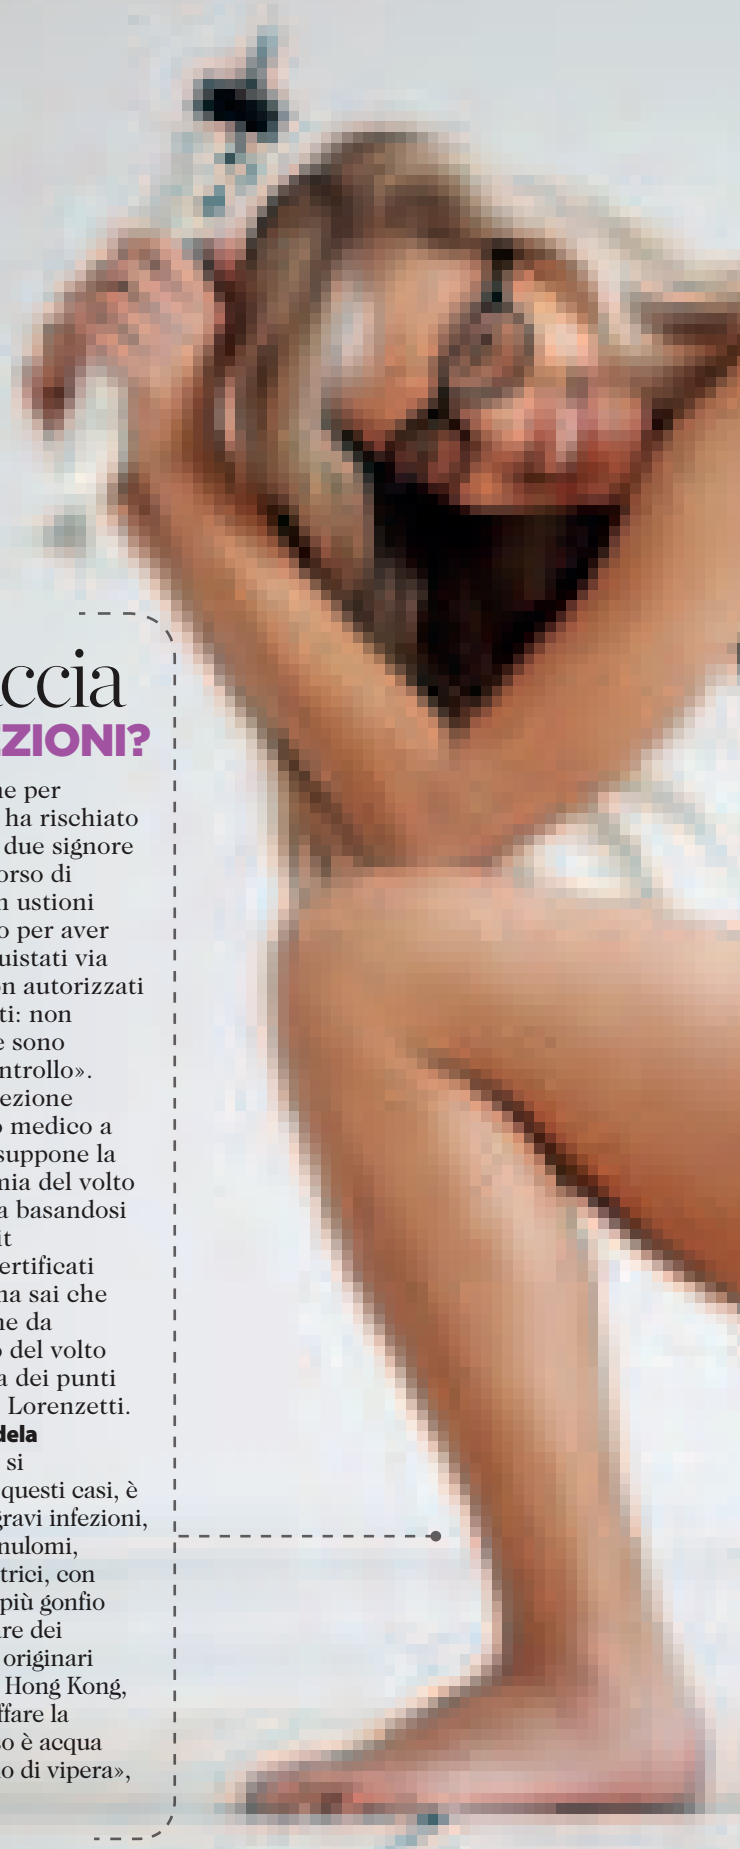 ccia
ZIONI?
e per
ha rischiato
due signore
orso di
n ustioni
o per aver
uistati via
n autorizzati
ti: non
e sono
ntrollo».
ezione
o medico a
suppone la
mia del volto
a basandosi
it
ertificati
ma sai che
ne da
o del volto
a dei punti
Lorenzetti.
dela
si
questi casi, è
gravi infezioni,
nulomi,
trici, con
più gonfio
re dei
originari
Hong Kong,
ffare la
so è acqua
o di vipera»,